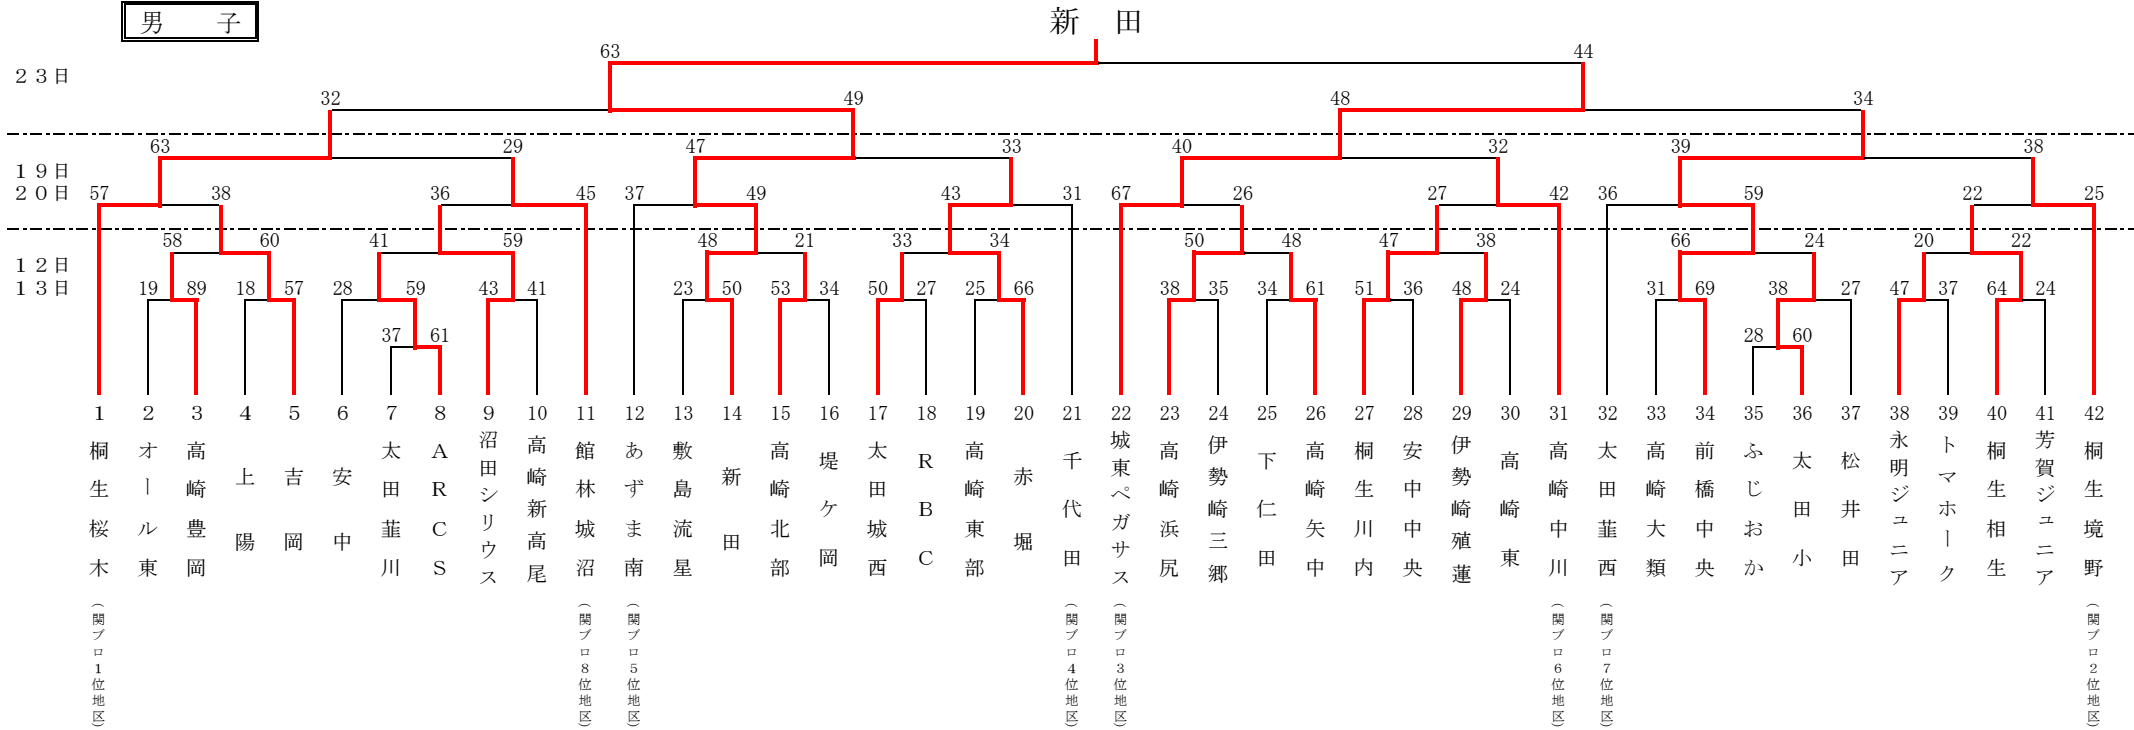 男　子
新　田
63 44
２３日
32 49 48 34
63 29 47 33 40 32 39 38
１９日
２０日
57 38 36 45 37 49 43 31 67 26 27 42 36 59 22 25
58 60 41 59 48 21 33 34 50 48 47 38 66 24 20 22
１２日
１３日
19 89 18 57 28 59 43 41 23 50 53 34 50 27 25 66 38 35 34 61 51 36 48 24 31 69 38 27 47 37 64 24
37 61 28 60
1 桐生桜木（関ブロ１位地区）
2 オール東
3 高崎豊岡
4 上陽
5 吉岡
6 安中
7 太田韮川
8 ＡＲＣＳ
9 沼田シリウス
10 高崎新高尾
11 館林城沼（関ブロ８位地区）
12 あずま南（関ブロ５位地区）
13 敷島流星
14 新田
15 高崎北部
16 堤ケ岡
17 太田城西
18 ＲＢＣ
19 高崎東部
20 赤堀
21 千代田（関ブロ４位地区）
22 城東ペガサス（関ブロ３位地区）
23 高崎浜尻
24 伊勢崎三郷
25 下仁田
26 高崎矢中
27 桐生川内
28 安中中央
29 伊勢崎殖蓮
30 高崎東
31 高崎中川（関ブロ６位地区）
32 太田韮西（関ブロ７位地区）
33 高崎大類
34 前橋中央
35 ふじおか
36 太田小
37 松井田
38 永明ジュニア
39 トマホーク
40 桐生相生
41 芳賀ジュニア
42 桐生境野（関ブロ２位地区）